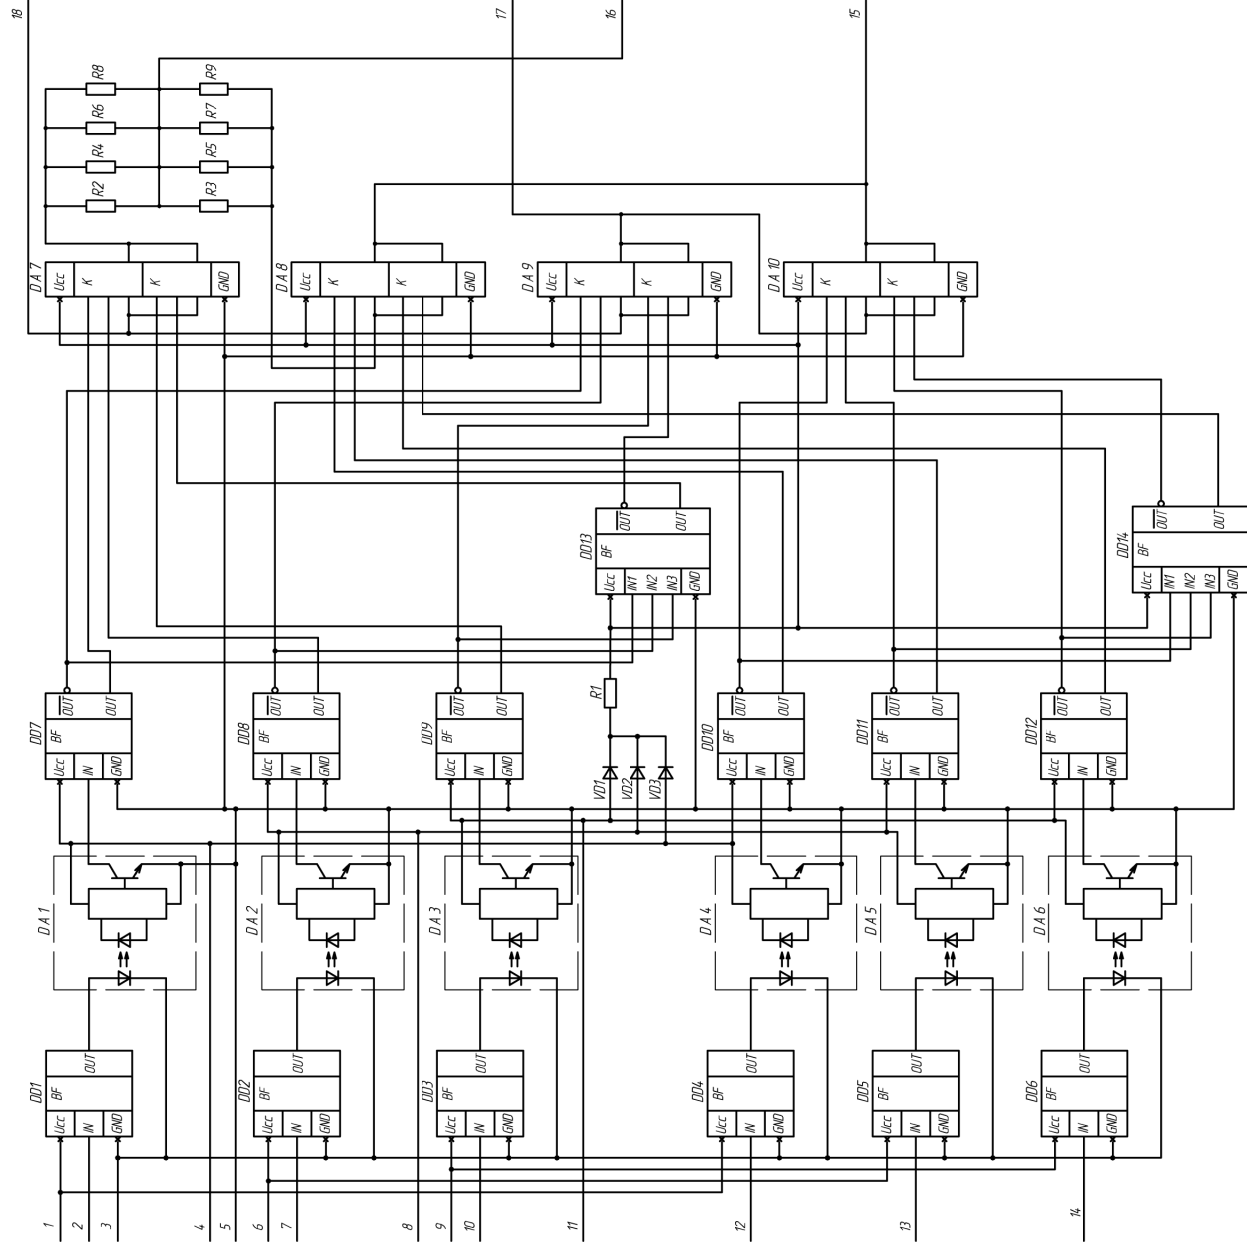 18 17 16 15
R8 R9
R6 R7
R4 R5
R2 R3
DA7 Ucc K K GND
DA8 Ucc K K GND
DA9 Ucc K K GND
DA10 Ucc K K GND
DD13 BF OUT OUT Ucc IN1 IN2 IN3 GND
DD14 BF OUT OUT Ucc IN1 IN2 IN3 GND
R1
DD7 BF OUT OUT Ucc IN GND
DD8 BF OUT OUT Ucc IN GND
DD9 BF OUT OUT Ucc IN GND
VD1 VD2 VD3
DD10 BF OUT OUT Ucc IN GND
DD11 BF OUT OUT Ucc IN GND
DD12 BF OUT OUT Ucc IN GND
DA1 DA2 DA3 DA4 DA5 DA6
DD1 BF OUT Ucc IN GND
DD2 BF OUT Ucc IN GND
DD3 BF OUT Ucc IN GND
DD4 BF OUT Ucc IN GND
DD5 BF OUT Ucc IN GND
DD6 BF OUT Ucc IN GND
1 2 3 4 5 6 7 8 9 10 11 12 13 14